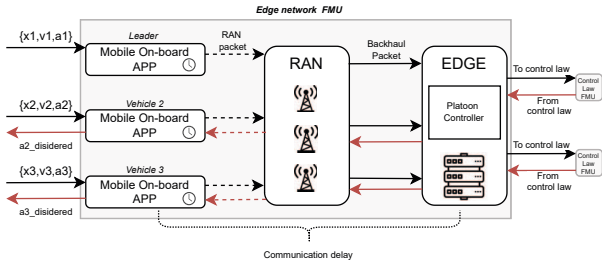 Edge network FMU
{x1,v1,a1}
Leader
Mobile On-board
APP
RAN
packet
RAN
Backhaul
Packet
EDGE
To control law
Control
Law
FMU
From
control law
Platoon
Controller
{x2,v2,a2}
a2_disidered
Vehicle 2
Mobile On-board
APP
To control law
Control
Law
FMU
From
control law
{x3,v3,a3}
a3_disidered
Vehicle 3
Mobile On-board
APP
Communication delay